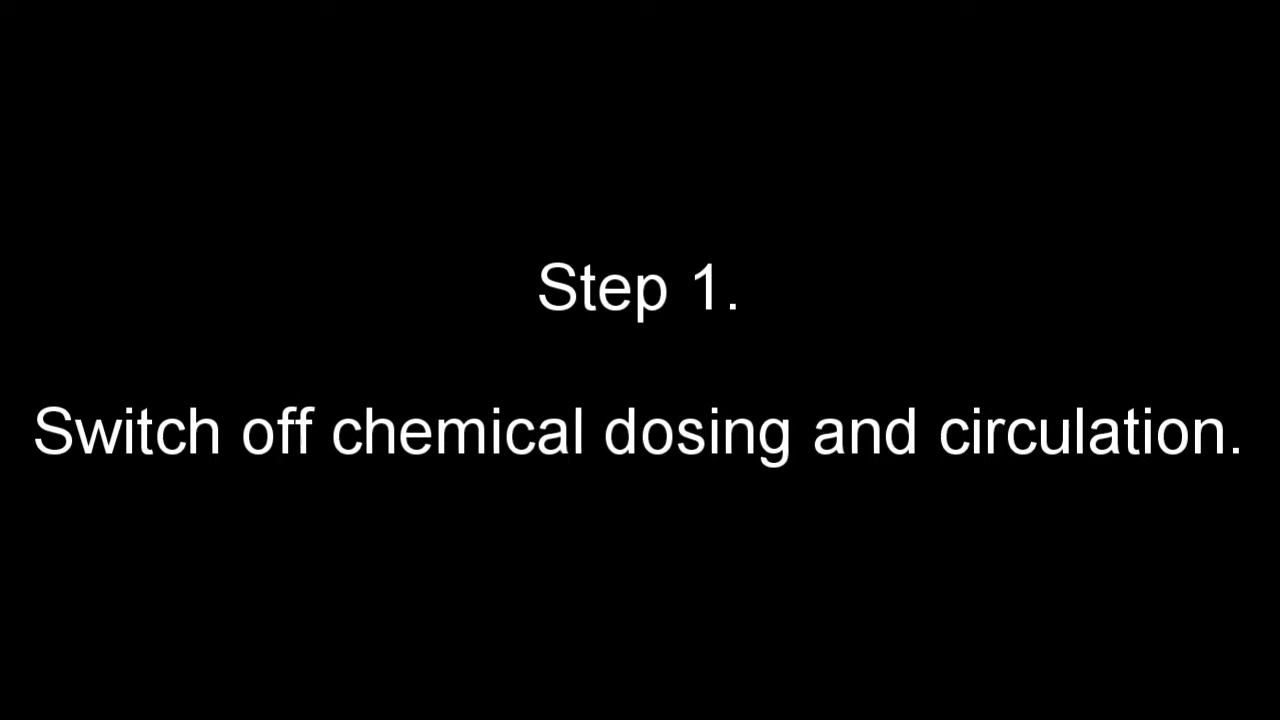 Step 1.
Switch off chemical dosing and circulation.